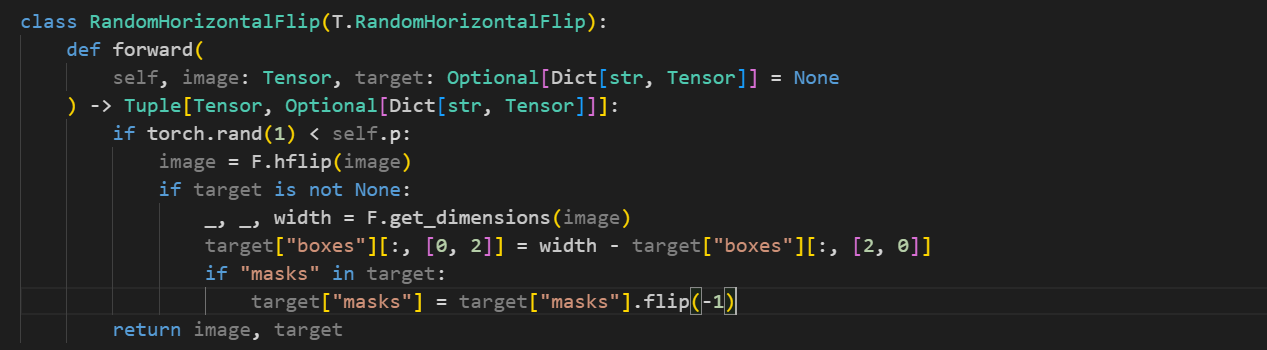 class RandomHorizontalFlip(T.RandomHorizontalFlip):
    def forward(
        self, image: Tensor, target: Optional[Dict[str, Tensor]] = None
    ) -> Tuple[Tensor, Optional[Dict[str, Tensor]]]:
        if torch.rand(1) < self.p:
            image = F.hflip(image)
            if target is not None:
                _, _, width = F.get_dimensions(image)
                target["boxes"][:, [0, 2]] = width - target["boxes"][:, [2, 0]]
                if "masks" in target:
                    target["masks"] = target["masks"].flip(-1)
        return image, target